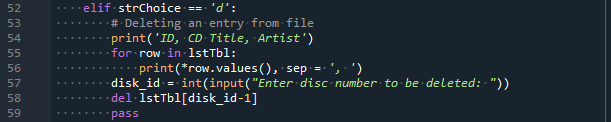 52 elif strChoice == 'd':
53 # Deleting an entry from file
54 print('ID, CD Title, Artist')
55 for row in lstTbl:
56 print(*row.values(), sep = ', ')
57 disk_id = int(input("Enter disc number to be deleted: "))
58 del lstTbl[disk_id-1]
59 pass